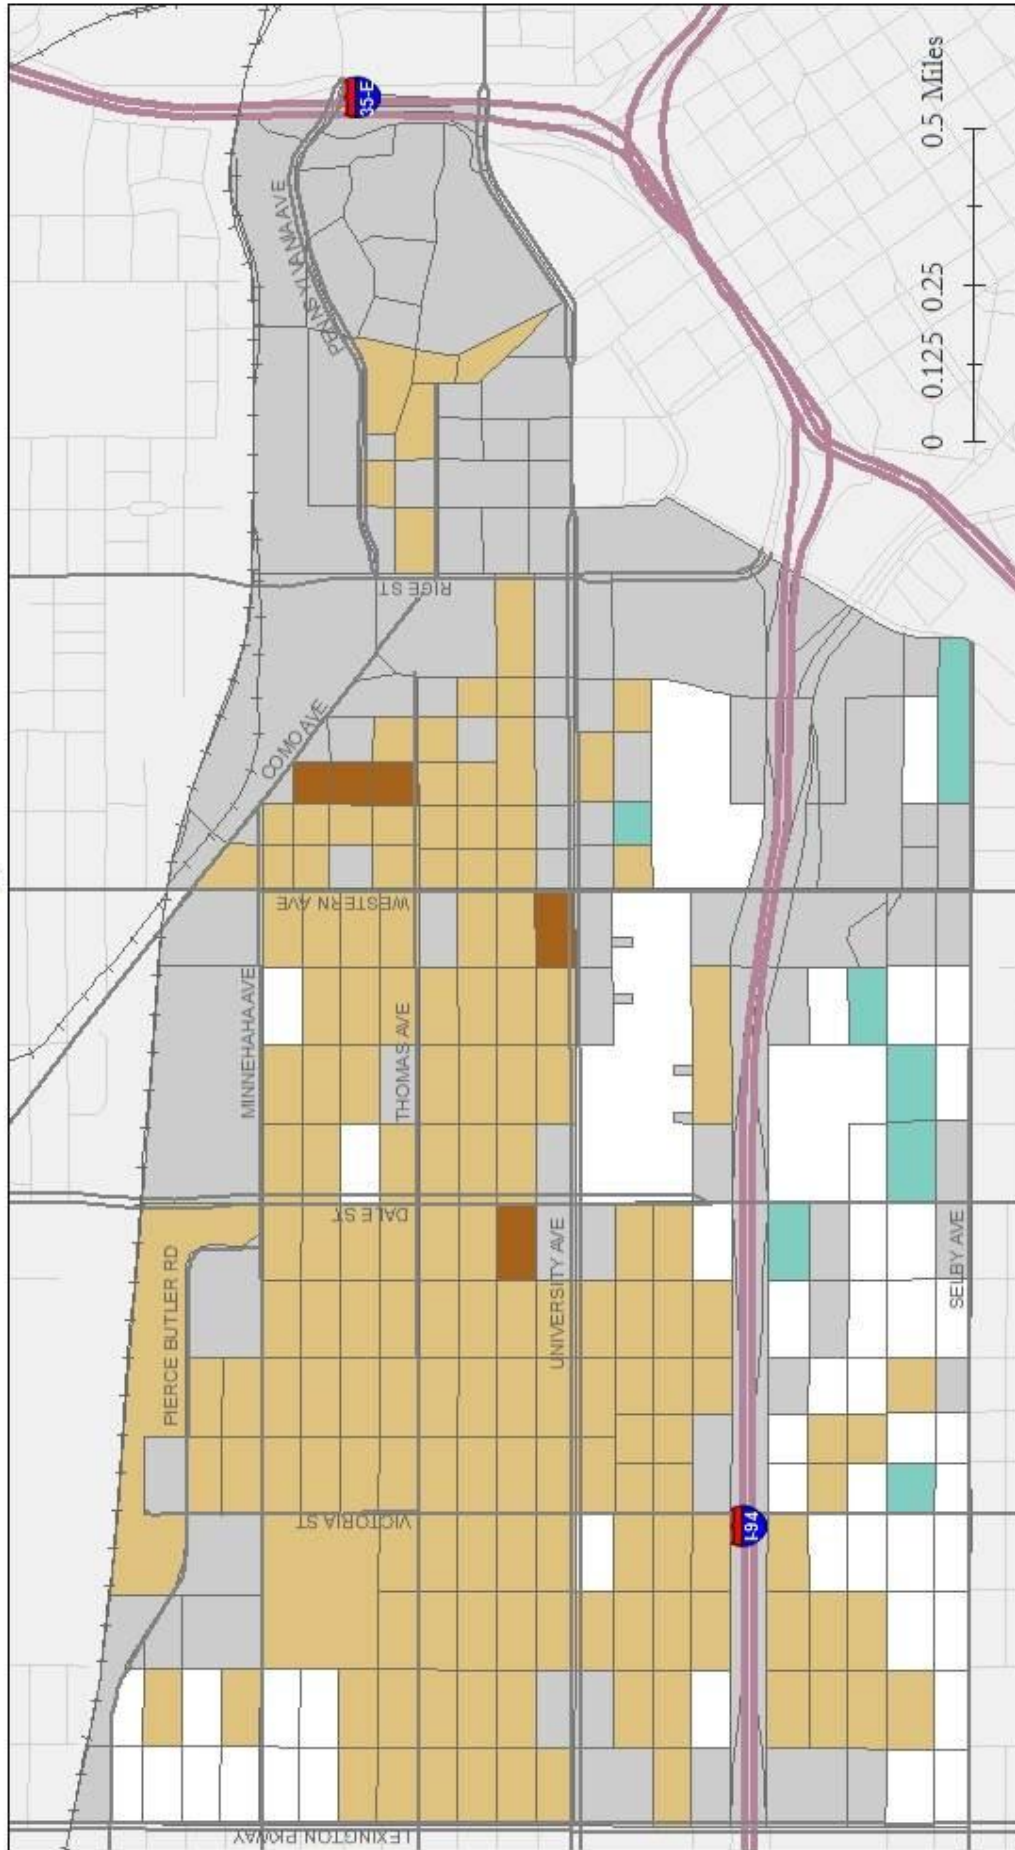 35-E
PENNSYLVANIA AVE
0 0.125 0.25 0.5 Miles
RICE ST
COMO AVE
WESTERN AVE
MINNEHAHA AVE
THOMAS AVE
DALE ST
PIERCE BUTLER RD
UNIVERSITY AVE
SELBY AVE
VICTORIA ST
I-94
LEXINGTON PKWAY